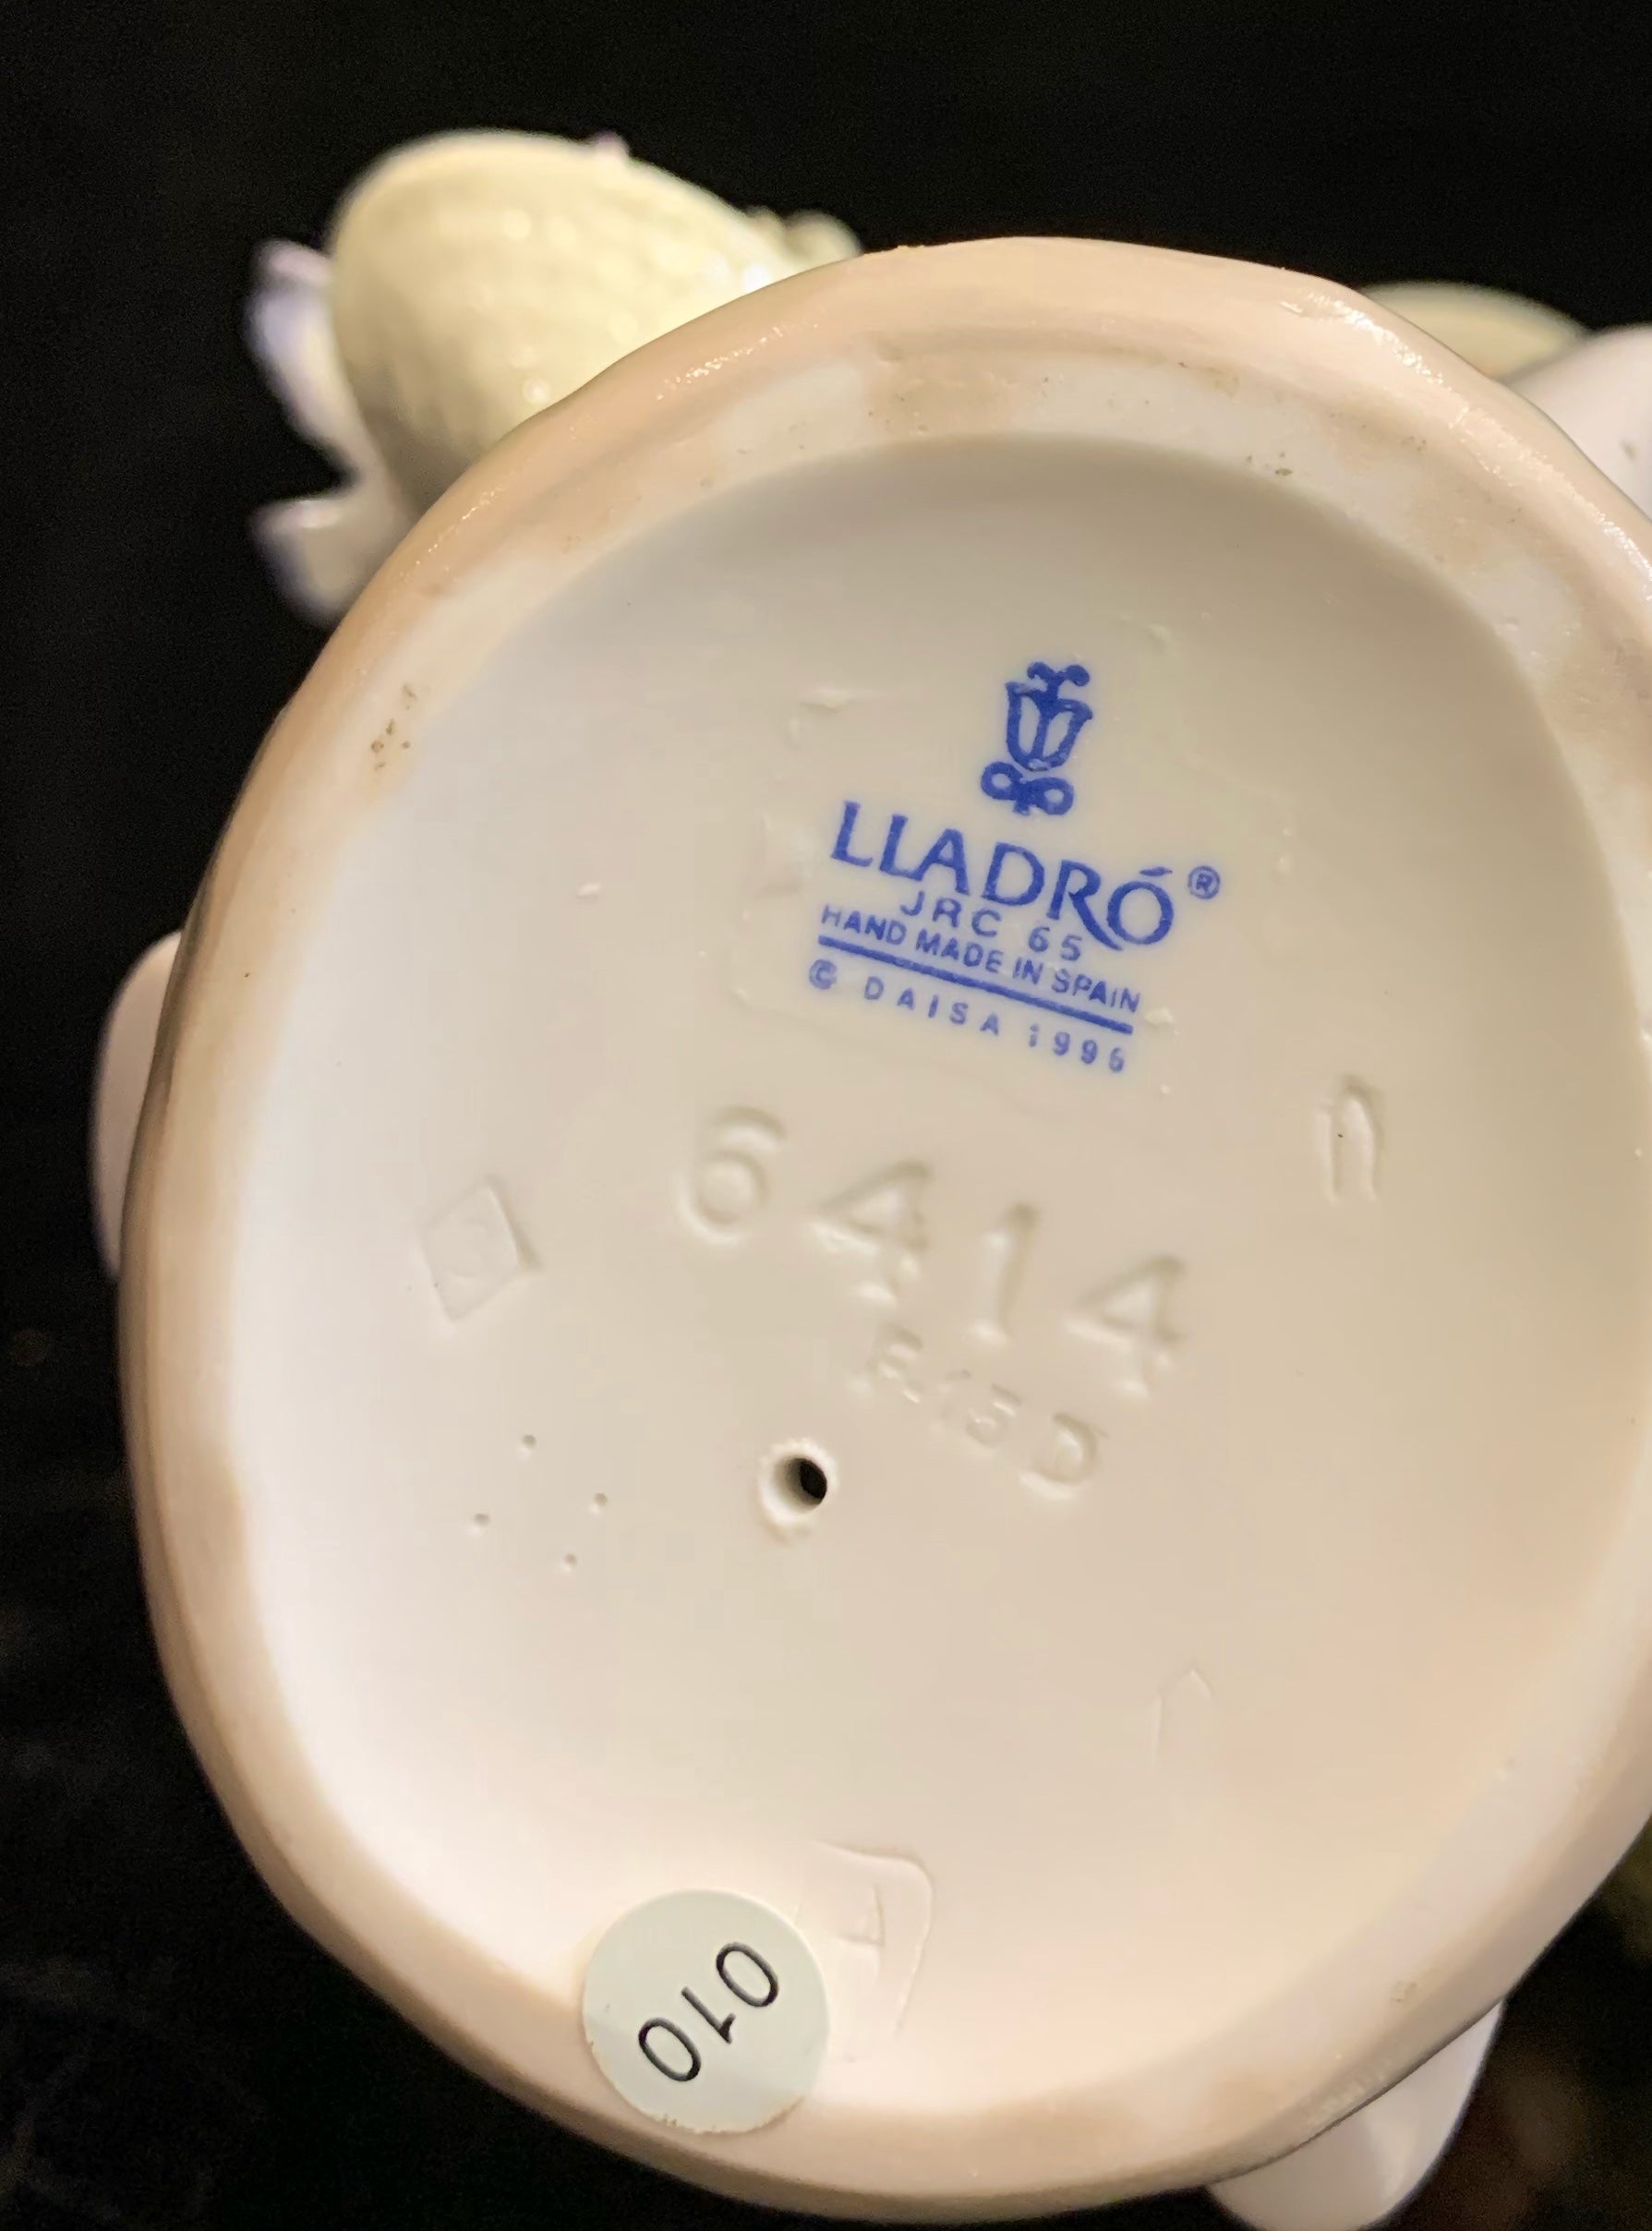 LLADRÓ®
JRC 65
HAND MADE IN SPAIN
© DAISA 1996
6414
010